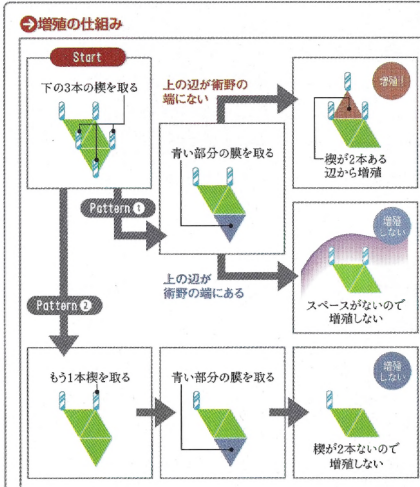 増殖の仕組み
Start
下の3本の楔を取る
上の辺が術野の
端にない
増殖!!
楔が2本ある
辺から増殖
Pattern 1
青い部分の膜を取る
上の辺が
術野の端にある
増殖
しない
スペースがないので
増殖しない
Pattern 2
もう1本楔を取る
青い部分の膜を取る
増殖
しない
楔が2本ないので
増殖しない